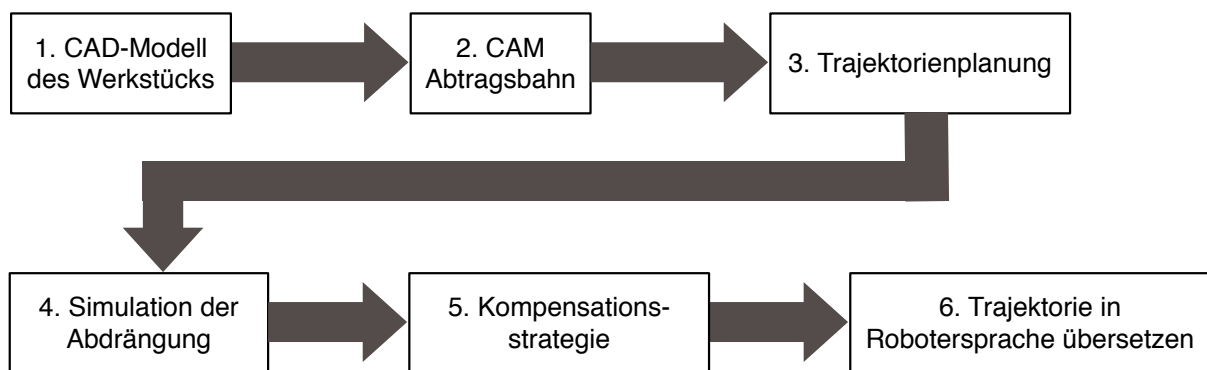 1. CAD-Modell
des Werkstücks
2. CAM
Abtragsbahn
3. Trajektorienplanung
4. Simulation der
Abdrängung
5. Kompensations-
strategie
6. Trajektorie in
Robotersprache übersetzen